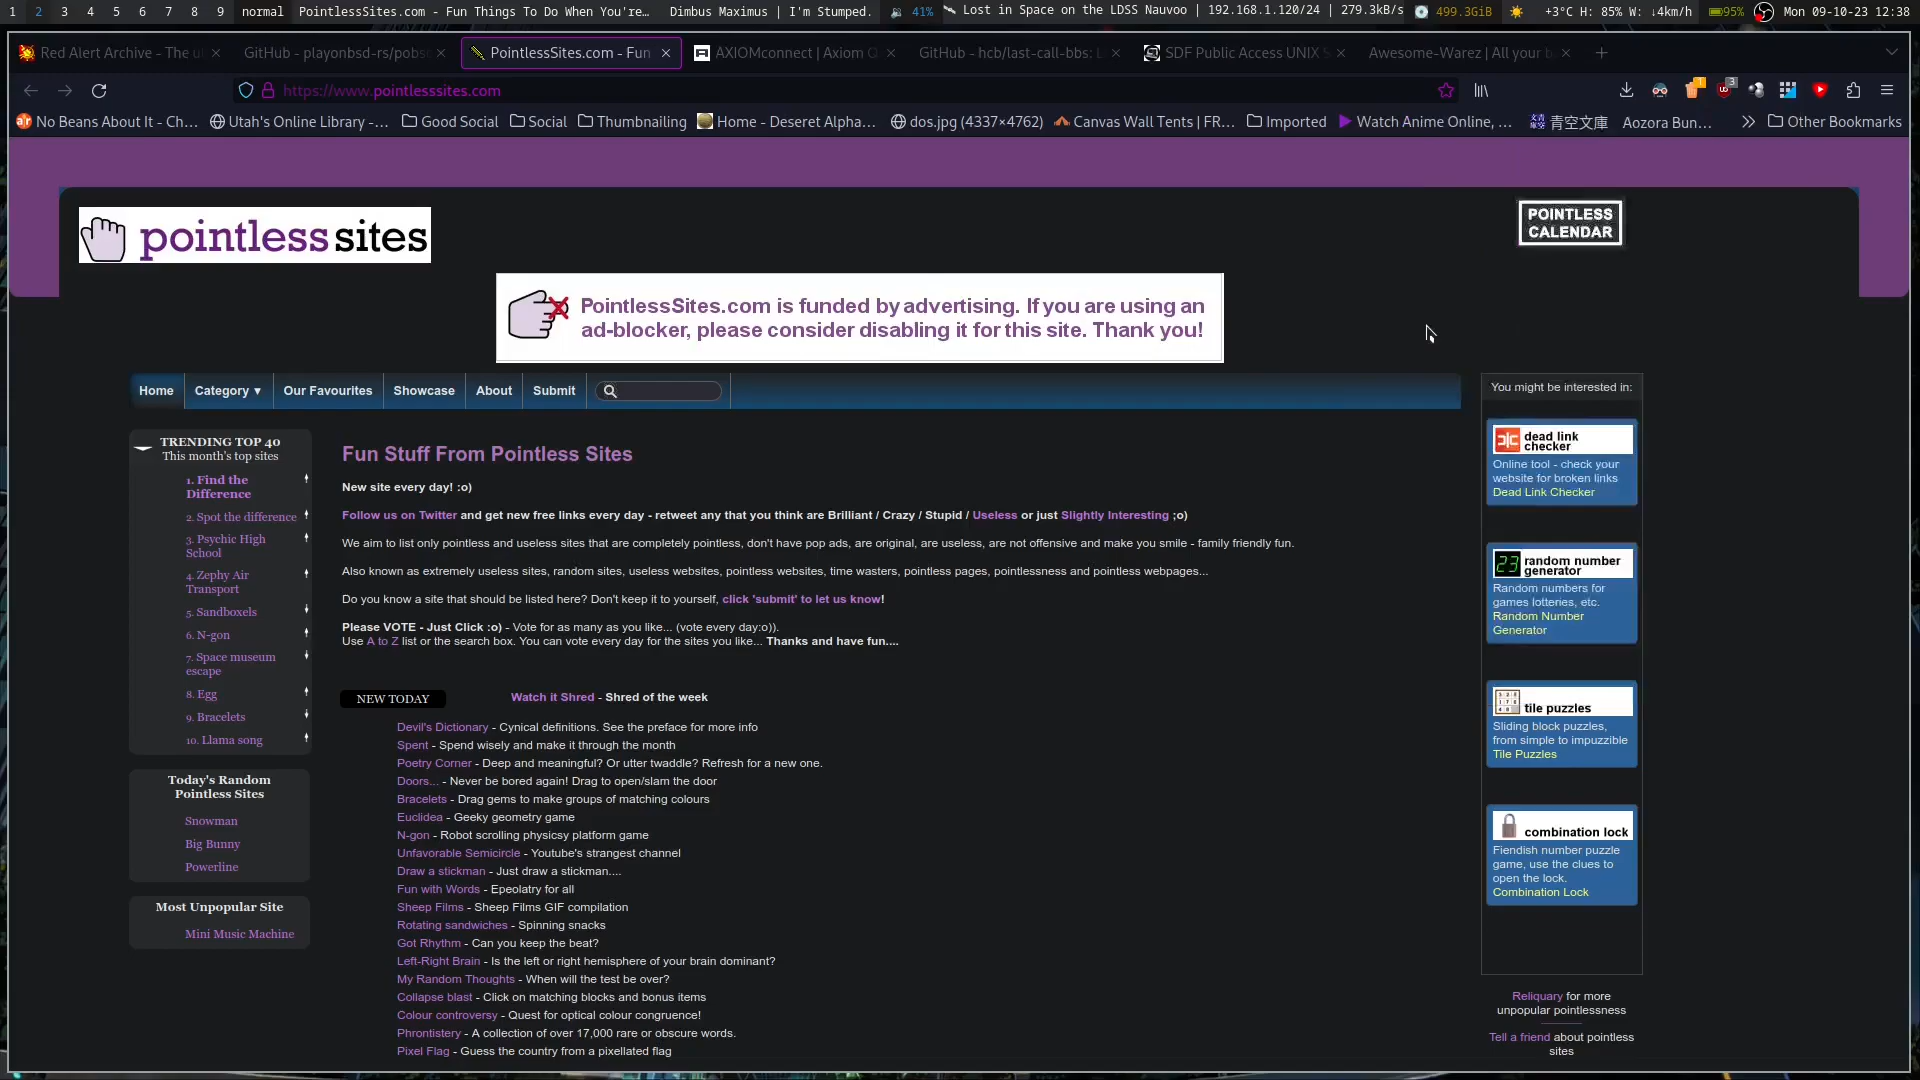 1 2 3 4 5 6 7 8 9 normal PointlessSites.com - Fun Things To Do When You're… Dimbus Maximus | I'm Stumped. 41% Lost in Space on the LDSS Nauvoo | 192.168.1.120/24 | 279.3kB/s 499.3GiB +3°C H: 85% W: ↓4km/h 95% Mon 09-10-23 12:38
Red Alert Archive - The ul GitHub - playonbsd-rs/pobsd PointlessSites.com - Fun AXIOMconnect | Axiom GitHub - hcb/last-call-bbs: L SDF Public Access UNIX S Awesome-Warez | All your b
https://www.pointlesssites.com 1 3
No Beans About It - Ch… Utah's Online Library -… Good Social Social Thumbnailing Home - Deseret Alpha… dos.jpg (4337×4762) Canvas Wall Tents | FR… Imported Watch Anime Online, … 青空文庫 Aozora Bun… Other Bookmarks
pointless sites
POINTLESS
CALENDAR
PointlessSites.com is funded by advertising. If you are using an
ad-blocker, please consider disabling it for this site. Thank you!
Home Category ▾ Our Favourites Showcase About Submit
TRENDING TOP 40
This month's top sites
1. Find the
Difference
2. Spot the difference
3. Psychic High
School
4. Zephy Air
Transport
5. Sandboxels
6. N-gon
7. Space museum
escape
8. Egg
9. Bracelets
10. Llama song
Today's Random
Pointless Sites
Snowman
Big Bunny
Powerline
Most Unpopular Site
Mini Music Machine
Fun Stuff From Pointless Sites
New site every day! :o)
Follow us on Twitter and get new free links every day - retweet any that you think are Brilliant / Crazy / Stupid / Useless or just Slightly Interesting ;o)
We aim to list only pointless and useless sites that are completely pointless, don't have pop ads, are original, are useless, are not offensive and make you smile - family friendly fun.
Also known as extremely useless sites, random sites, useless websites, pointless websites, time wasters, pointless pages, pointlessness and pointless webpages...
Do you know a site that should be listed here? Don't keep it to yourself, click 'submit' to let us know!
Please VOTE - Just Click :o) - Vote for as many as you like... (vote every day:o)).
Use A to Z list or the search box. You can vote every day for the sites you like... Thanks and have fun....
NEW TODAY Watch it Shred - Shred of the week
Devil's Dictionary - Cynical definitions. See the preface for more info
Spent - Spend wisely and make it through the month
Poetry Corner - Deep and meaningful? Or utter twaddle? Refresh for a new one.
Doors... - Never be bored again! Drag to open/slam the door
Bracelets - Drag gems to make groups of matching colours
Euclidea - Geeky geometry game
N-gon - Robot scrolling physicsy platform game
Unfavorable Semicircle - Youtube's strangest channel
Draw a stickman - Just draw a stickman....
Fun with Words - Epeolatry for all
Sheep Films - Sheep Films GIF compilation
Rotating sandwiches - Spinning snacks
Got Rhythm - Can you keep the beat?
Left-Right Brain - Is the left or right hemisphere of your brain dominant?
My Random Thoughts - When will the test be over?
Collapse blast - Click on matching blocks and bonus items
Colour controversy - Quest for optical colour congruence!
Phrontistery - A collection of over 17,000 rare or obscure words.
Pixel Flag - Guess the country from a pixellated flag
You might be interested in:
dead link
checker
Online tool - check your
website for broken links
Dead Link Checker
23 random number
generator
Random numbers for
games lotteries, etc.
Random Number
Generator
tile puzzles
Sliding block puzzles,
from simple to impuzzible
Tile Puzzles
combination lock
Fiendish number puzzle
game, use the clues to
open the lock.
Combination Lock
Reliquary for more
unpopular pointlessness
Tell a friend about pointless
sites